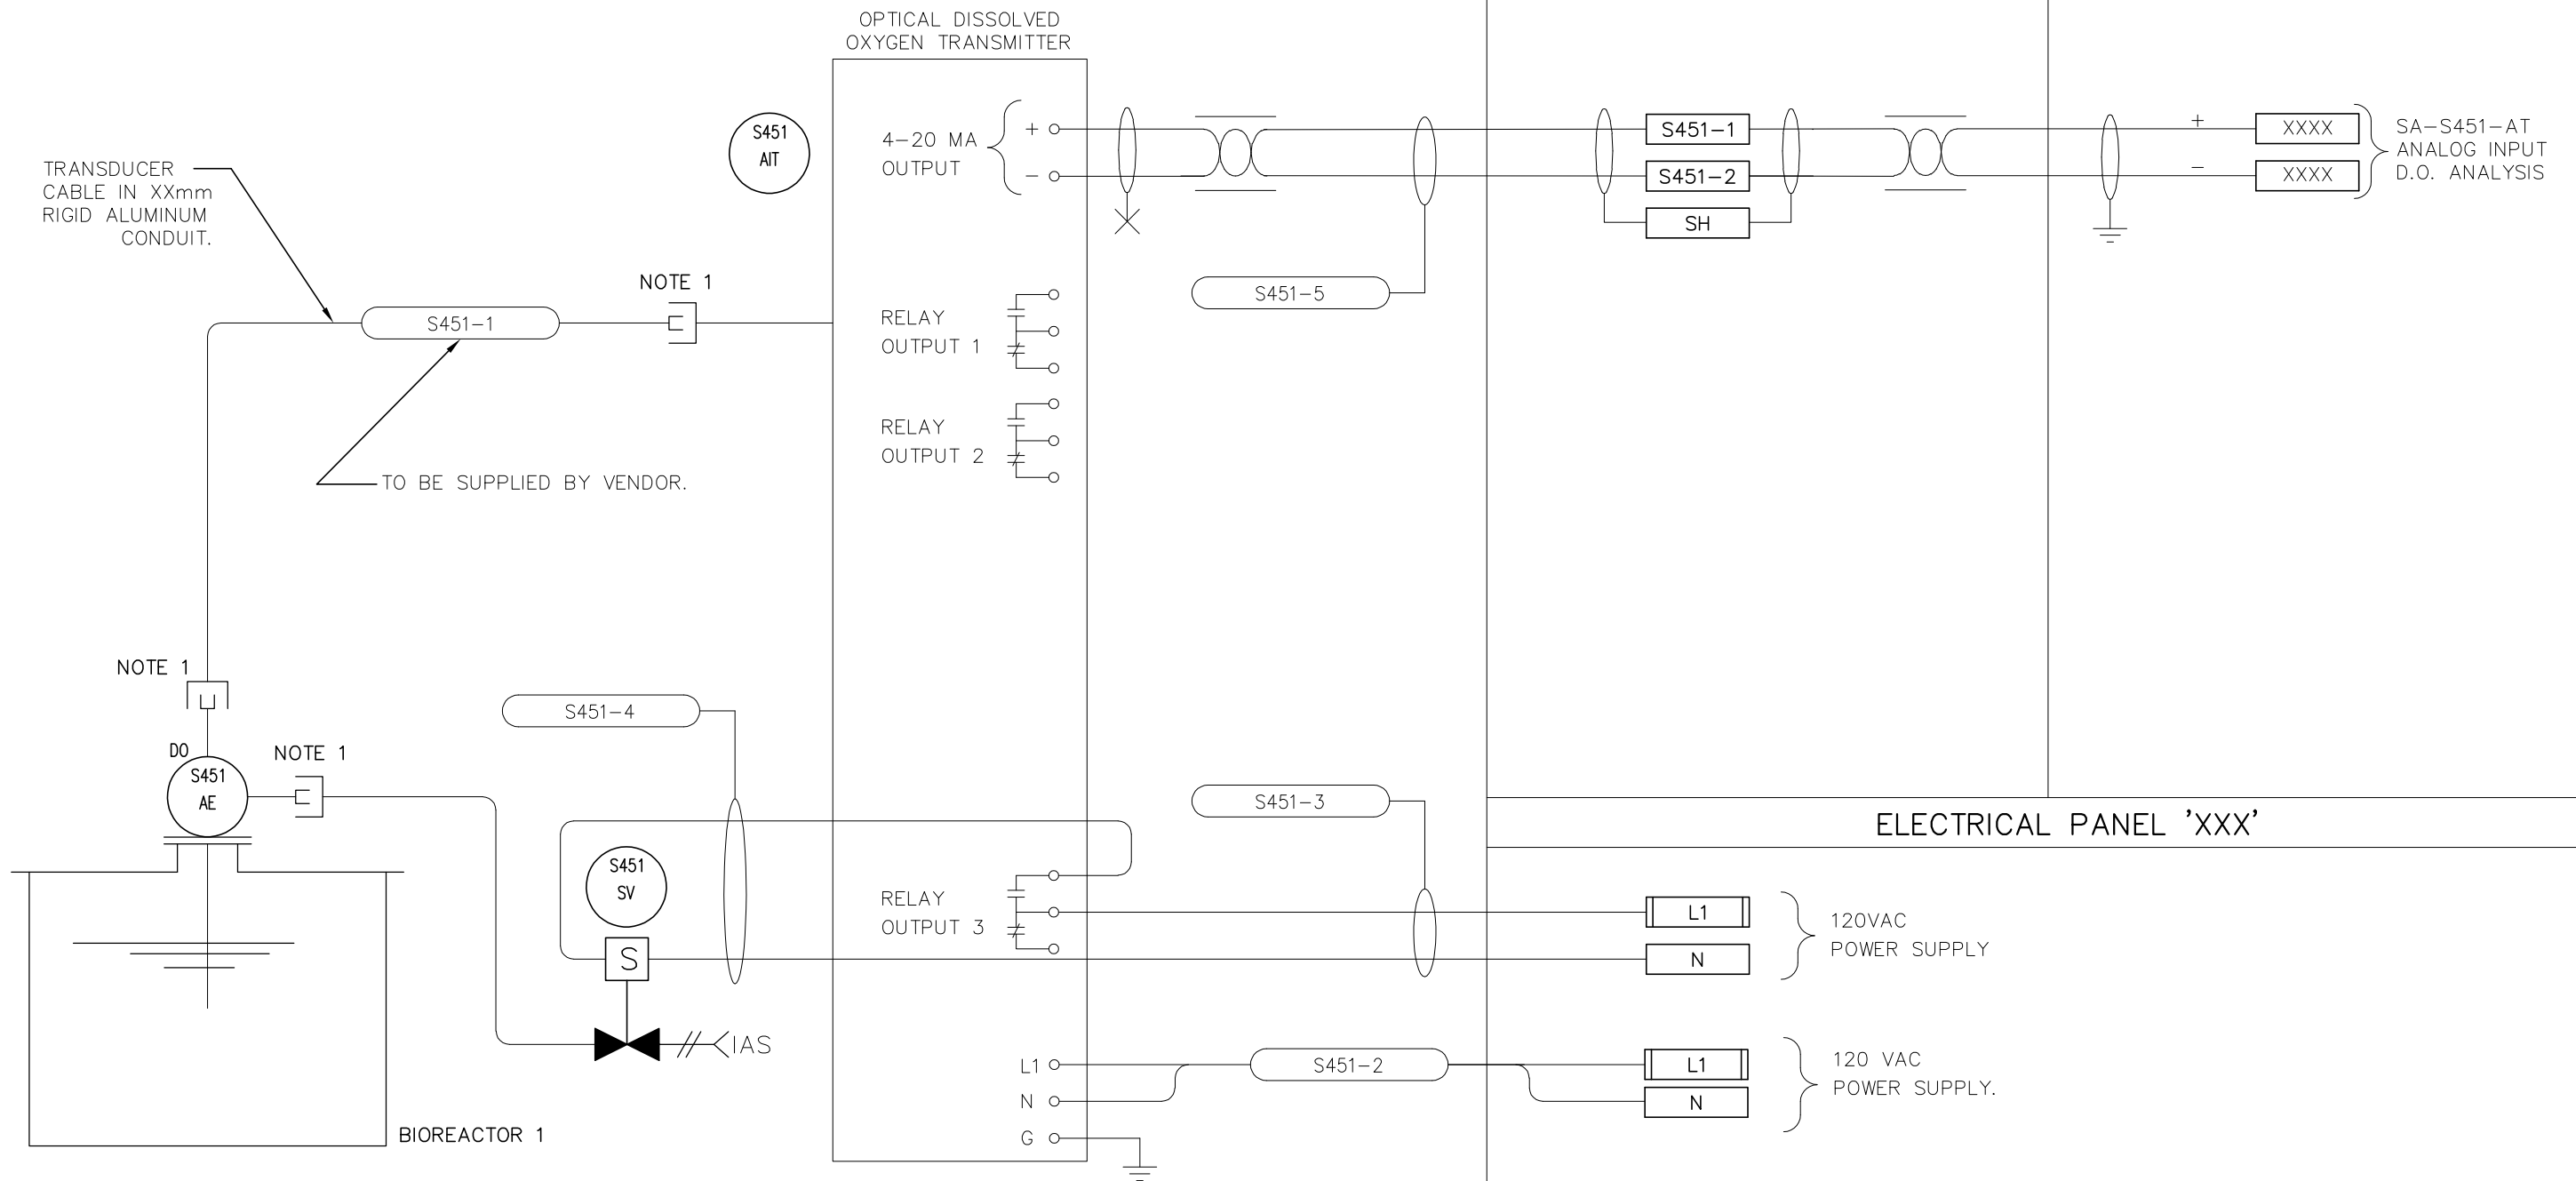 OPTICAL DISSOLVED
OXYGEN TRANSMITTER
S451
AIT
4-20 MA
OUTPUT
+
-
S451-1
S451-2
SH
+
-
XXXX
XXXX
SA-S451-AT
ANALOG INPUT
D.O. ANALYSIS
TRANSDUCER
CABLE IN XXmm
RIGID ALUMINUM
CONDUIT.
NOTE 1
S451-1
S451-5
RELAY
OUTPUT 1
RELAY
OUTPUT 2
TO BE SUPPLIED BY VENDOR.
NOTE 1
S451-4
DO
S451
AE
NOTE 1
S451-3
ELECTRICAL PANEL 'XXX'
S451
SV
S
RELAY
OUTPUT 3
L1
N
120VAC
POWER SUPPLY
IAS
L1
N
G
S451-2
L1
N
120 VAC
POWER SUPPLY.
BIOREACTOR 1